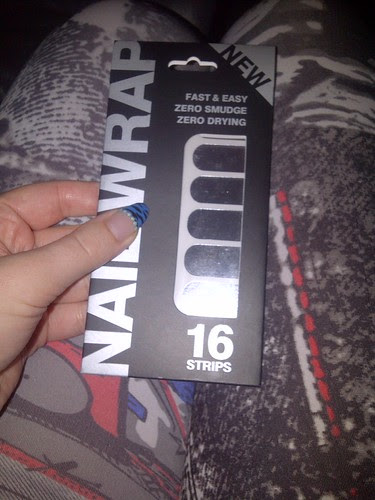 NEW
FAST & EASY
ZERO SMUDGE
ZERO DRYING
NAILWRAP
16
STRIPS